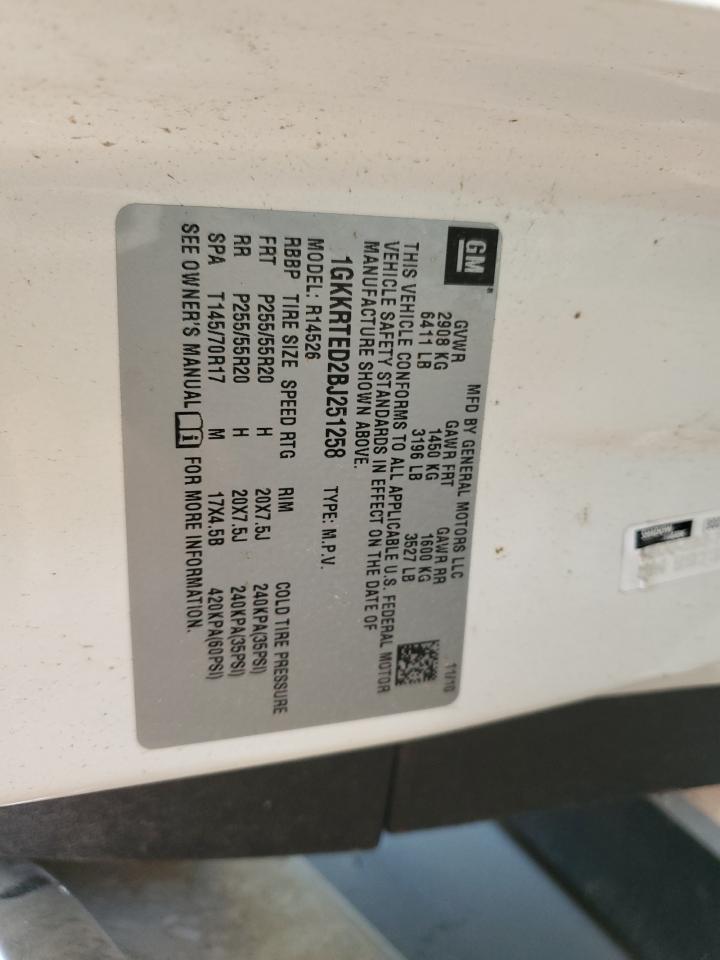 GM
MFD BY GENERAL MOTORS LLC 11/10
GVWR GAWR FRT GAWR RR
2908 KG 1450 KG 1600 KG
6411 LB 3196 LB 3527 LB
THIS VEHICLE CONFORMS TO ALL APPLICABLE U.S. FEDERAL MOTOR
VEHICLE SAFETY STANDARDS IN EFFECT ON THE DATE OF
MANUFACTURE SHOWN ABOVE.
1GKKRTED2BJ251258 TYPE: M.P.V.
MODEL: R14526
RBBP TIRE SIZE SPEED RTG RIM COLD TIRE PRESSURE
FRT P255/55R20 H 20X7.5J 240KPA(35PSI)
RR P255/55R20 H 20X7.5J 240KPA(35PSI)
SPA T145/70R17 M 17X4.5B 420KPA(60PSI)
SEE OWNER'S MANUAL FOR MORE INFORMATION.